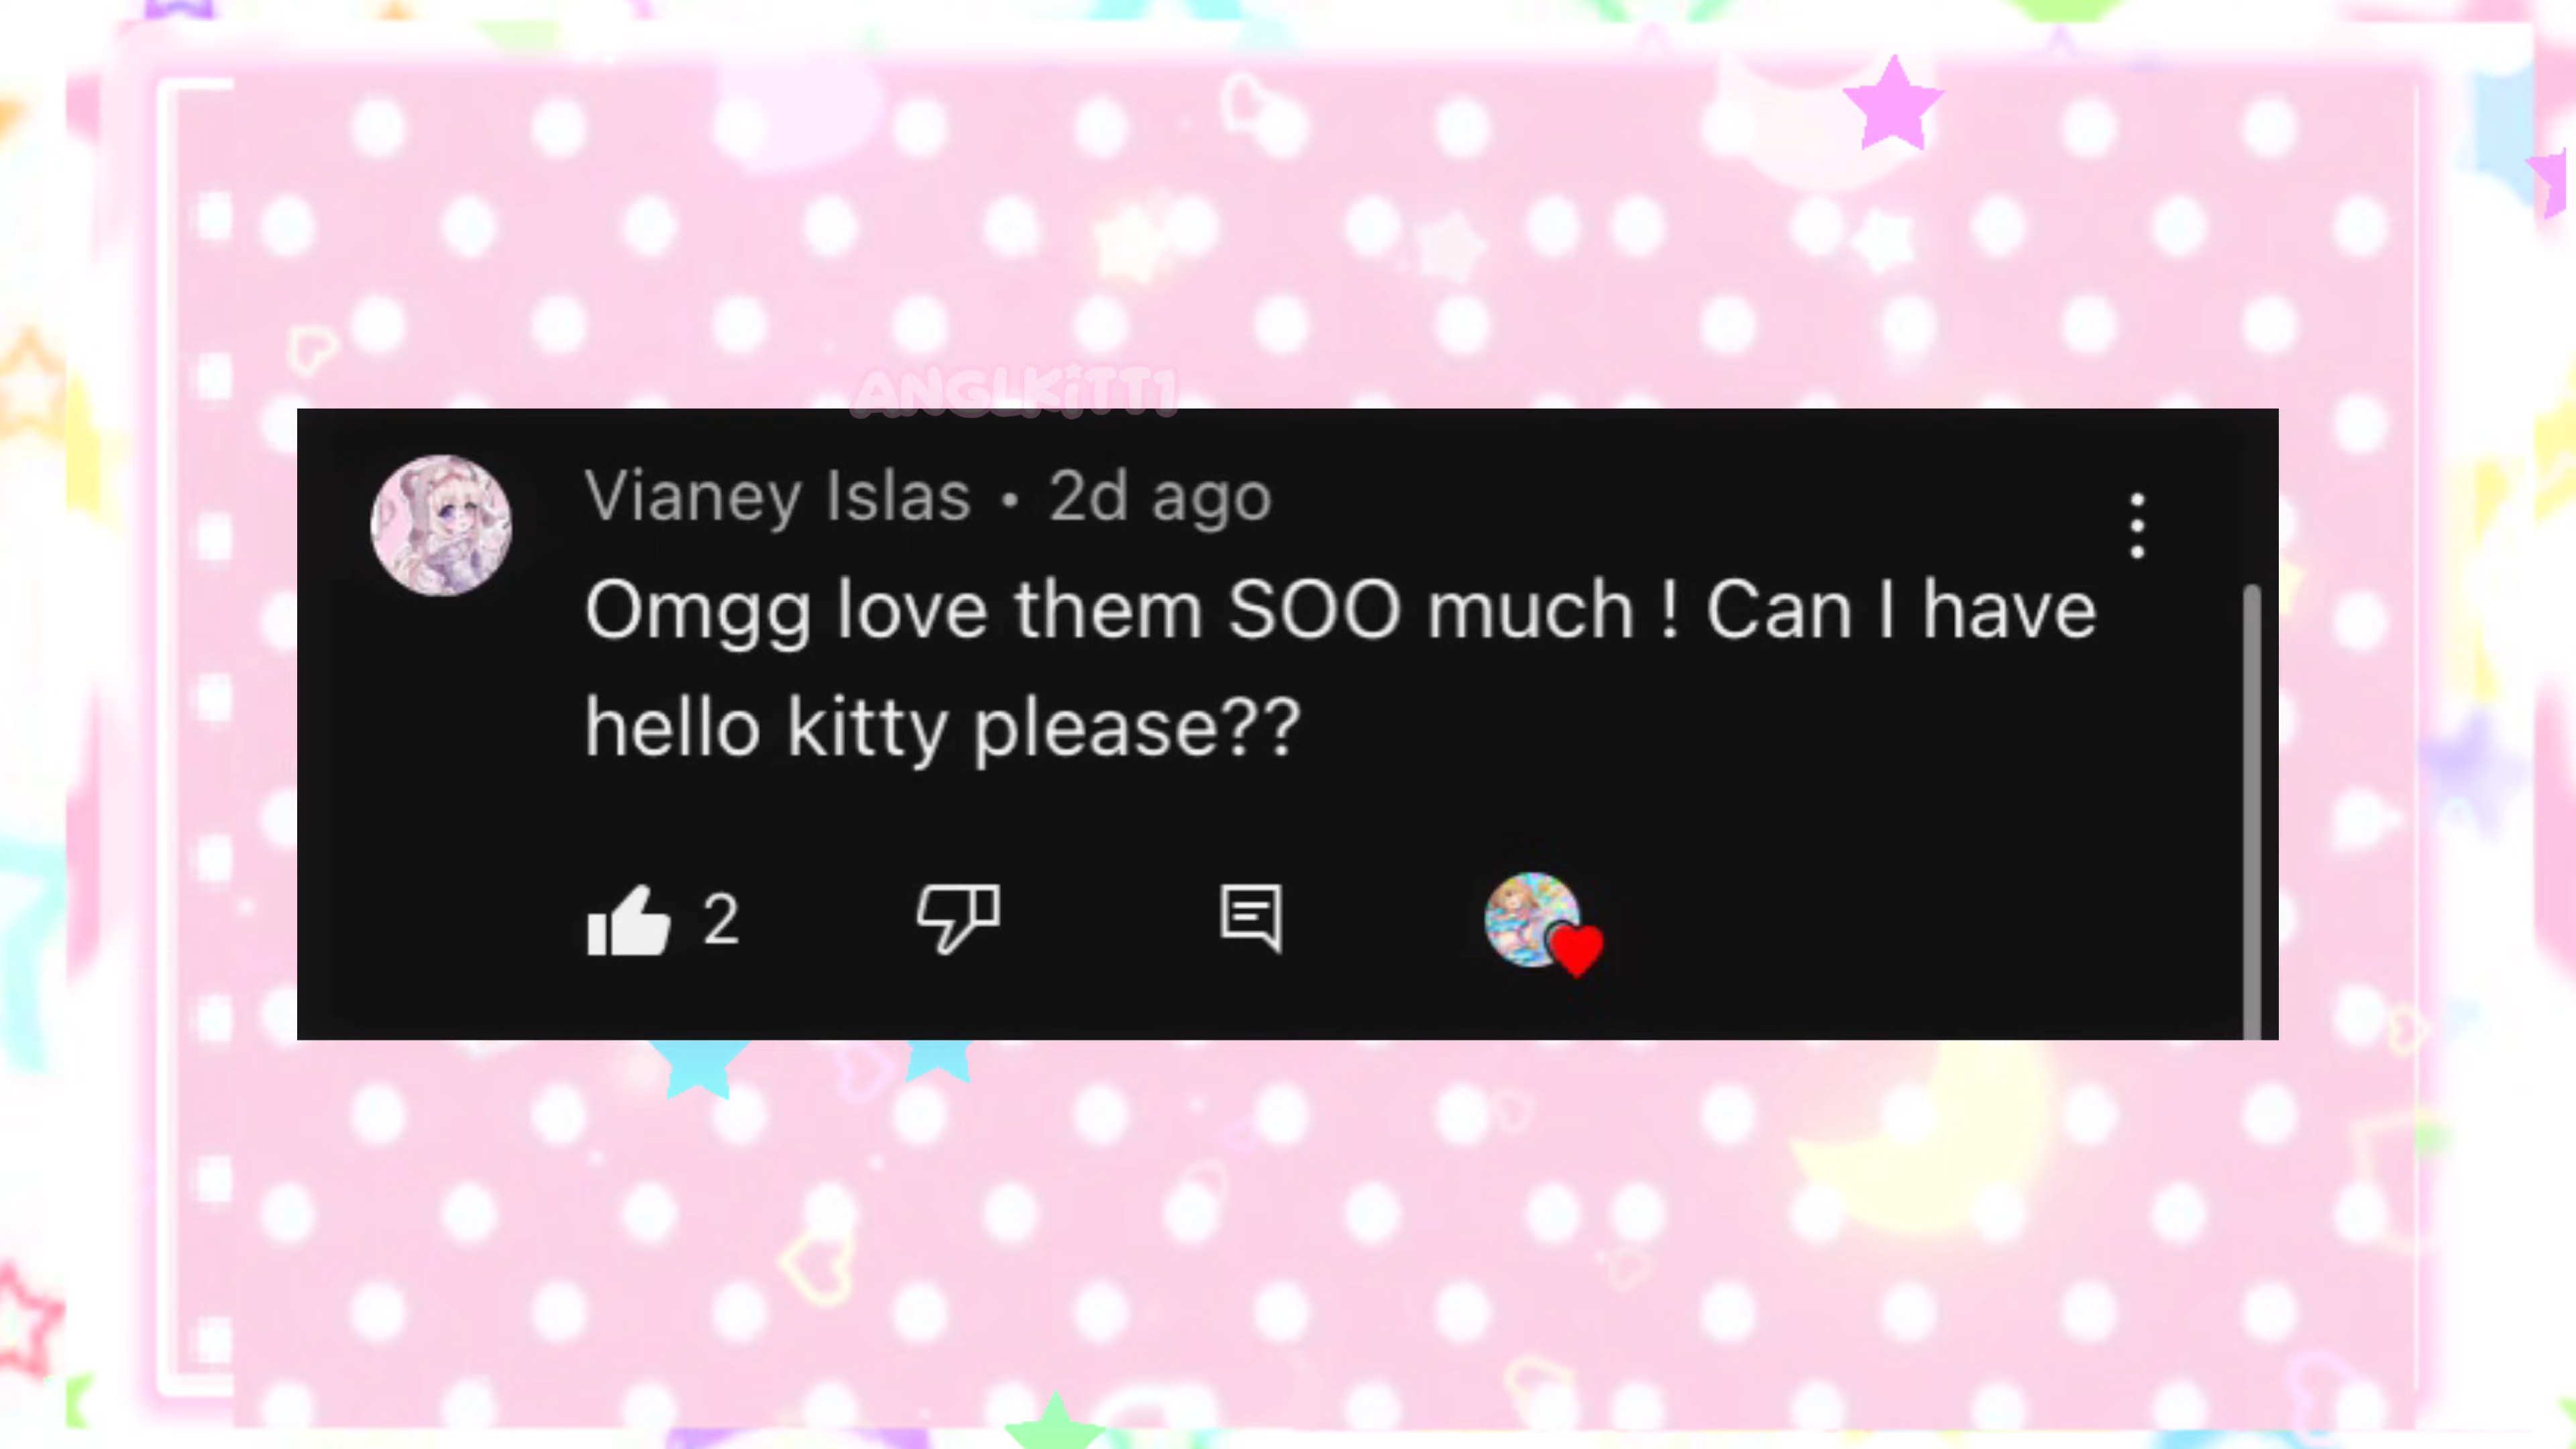 ANGLKiTT1
Vianey Islas • 2d ago
Omgg love them SOO much ! Can I have
hello kitty please??
2